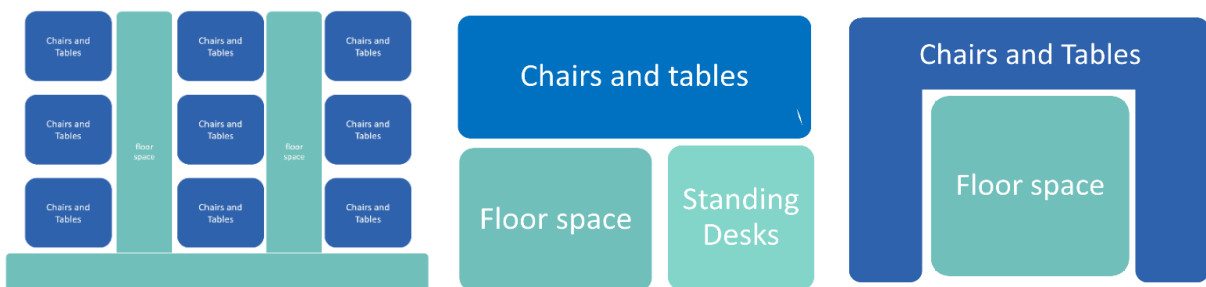 Chairs and
Tables
Chairs and
Tables
Chairs and
Tables
Chairs and
Tables
floor
space
Chairs and
Tables
floor
space
Chairs and
Tables
Chairs and
Tables
Chairs and
Tables
Chairs and
Tables
Chairs and tables
Floor space
Standing
Desks
Chairs and Tables
Floor space